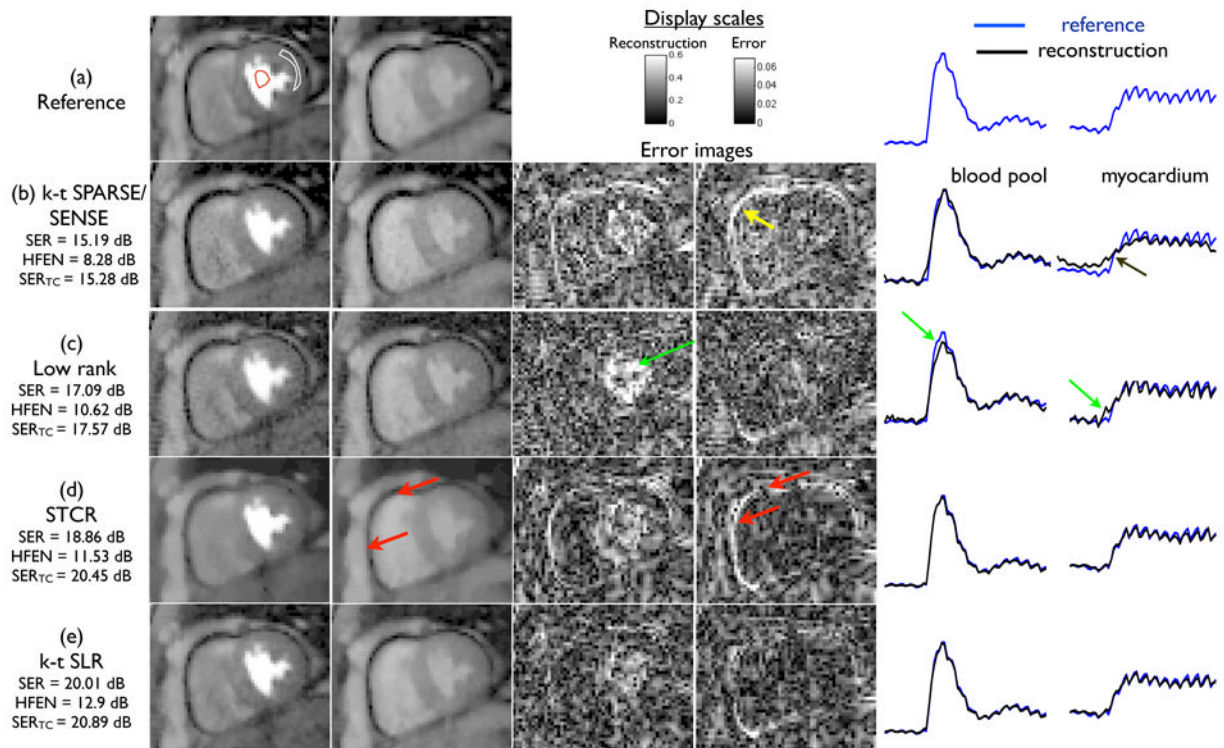 Display scales
Reconstruction
Error
0.6
0.4
0.2
0
0.06
0.04
0.02
0
reference
reconstruction
(a)
Reference
Error images
blood pool
myocardium
(b) k-t SPARSE/
SENSE
SER = 15.19 dB
HFEN = 8.28 dB
SERTC = 15.28 dB
(c)
Low rank
SER = 17.09 dB
HFEN = 10.62 dB
SERTC = 17.57 dB
(d)
STCR
SER = 18.86 dB
HFEN = 11.53 dB
SERTC = 20.45 dB
(e)
k-t SLR
SER = 20.01 dB
HFEN = 12.9 dB
SERTC = 20.89 dB